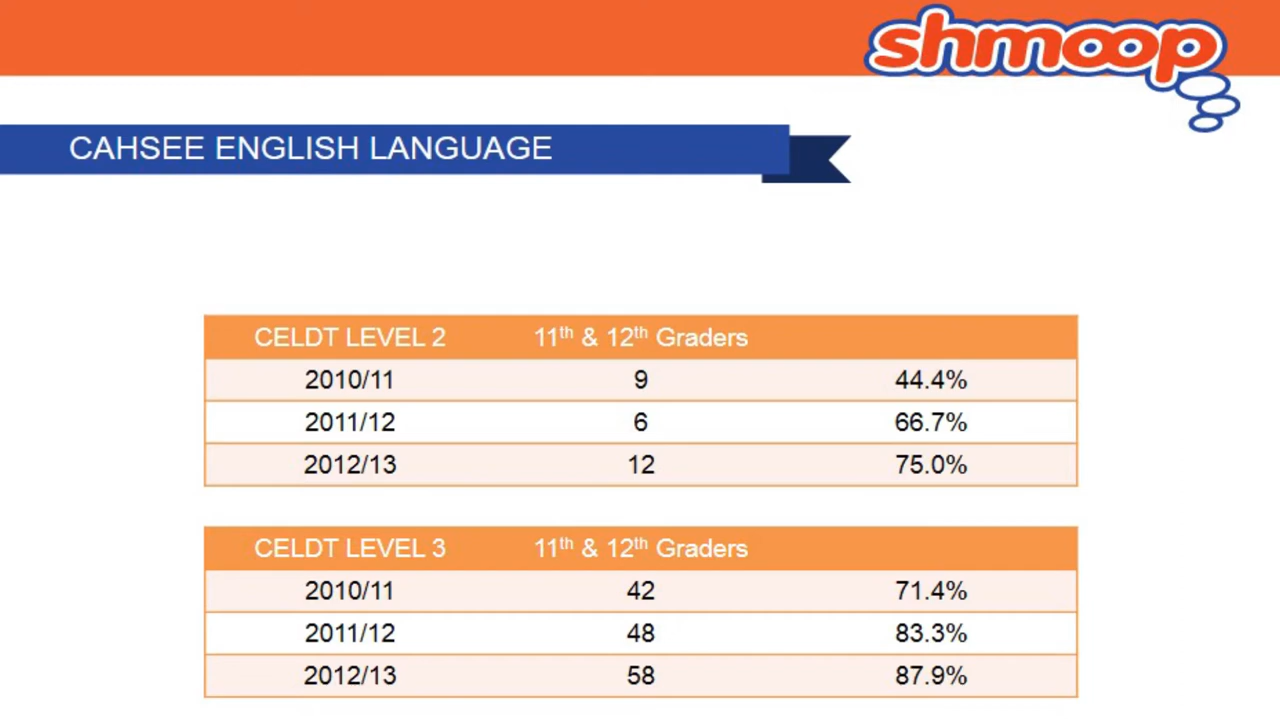 shmoop
CAHSEE ENGLISH LANGUAGE
CELDT LEVEL 2 11th & 12th Graders
2010/11 9 44.4%
2011/12 6 66.7%
2012/13 12 75.0%
CELDT LEVEL 3 11th & 12th Graders
2010/11 42 71.4%
2011/12 48 83.3%
2012/13 58 87.9%